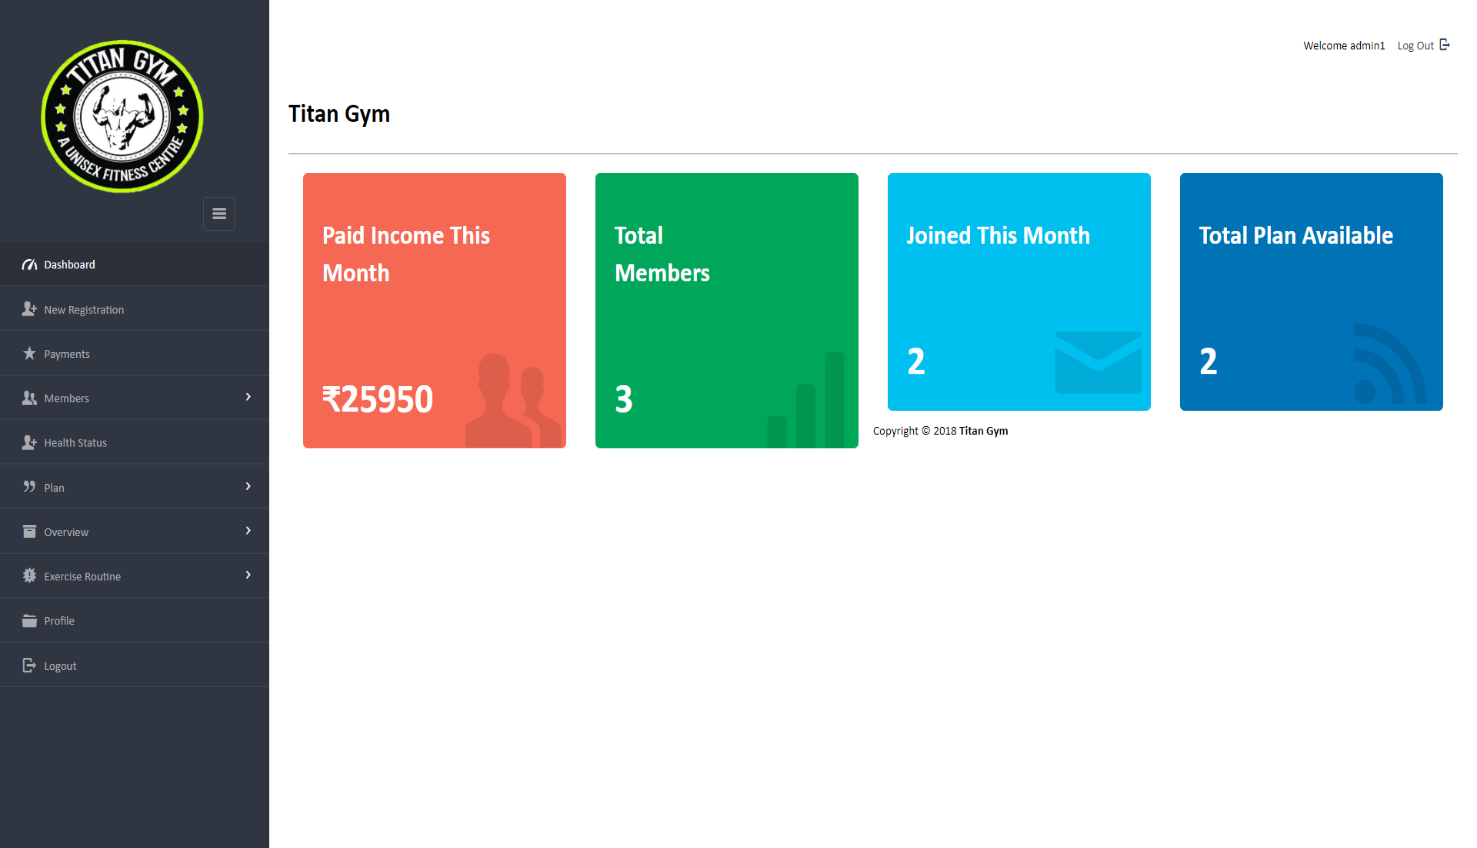 TITAN GYM
A UNISEX FITNESS CENTRE
Dashboard
New Registration
Payments
Members
Health Status
Plan
Overview
Exercise Routine
Profile
Logout
Welcome admin1 Log Out
Titan Gym
Paid Income This
Month
₹25950
Total
Members
3
Joined This Month
2
Total Plan Available
2
Copyright © 2018 Titan Gym